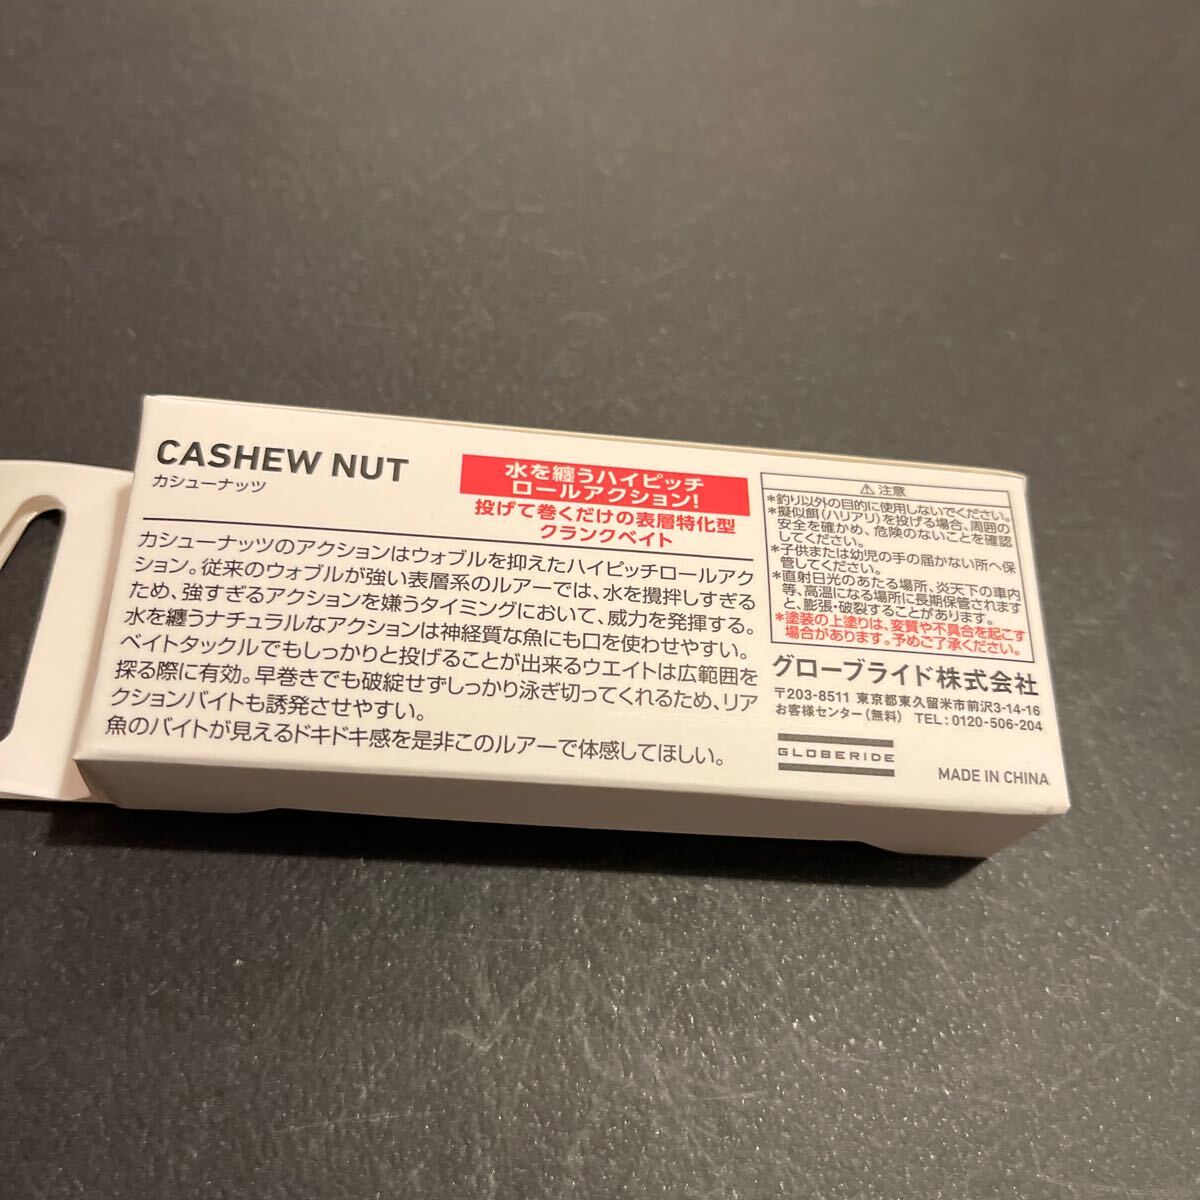 CASHEW NUT
カシューナッツ
水を纏うハイピッチ
ロールアクション!
投げて巻くだけの表層特化型
クランクベイト
カシューナッツのアクションはウォブルを抑えたハイピッチロールアク
ション。従来のウォブルが強い表層系のルアーでは、水を攪拌しすぎる
ため、強すぎるアクションを嫌うタイミングにおいて、威力を発揮する。
水を纏うナチュラルなアクションは神経質な魚にも口を使わせやすい。
ベイトタックルでもしっかりと投げることが出来るウエイトは広範囲を
探る際に有効。早巻きでも破綻せずしっかり泳ぎ切ってくれるため、リア
クションバイトも誘発させやすい。
魚のバイトが見えるドキドキ感を是非このルアーで体感してほしい。
⚠注意
*釣り以外の目的に使用しないでください。
*擬似餌(ハリアリ)を投げる場合、周囲の
安全を確かめ、危険のないことを確認
してください。
*子供または幼児の手の届かない所へ保
管してください。
*直射日光のあたる場所、炎天下の車内
等、高温になる場所に長期保管されます
と、膨張・破裂することがあります。
*塗装の上塗りは、変質や不具合を起こす
場合があります。予めご了承ください。
グローブライド株式会社
〒203-8511 東京都東久留米市前沢3-14-16
お客様センター(無料) TEL:0120-506-204
GLOBERIDE
MADE IN CHINA